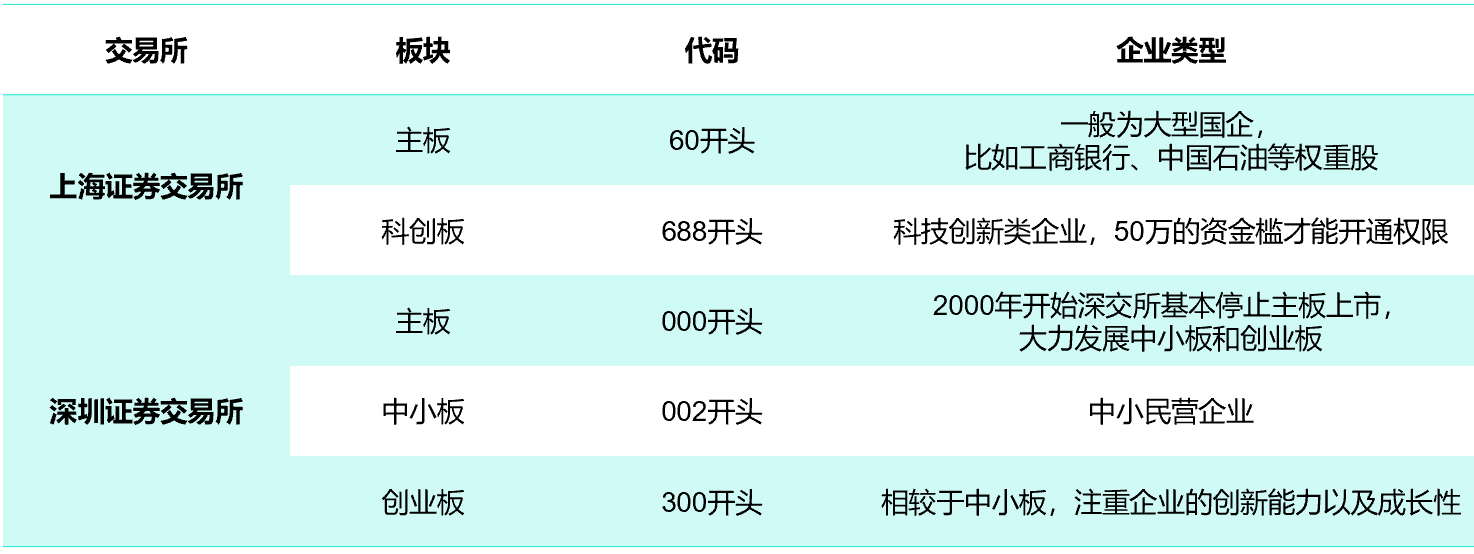 交易所 板块 代码 企业类型
上海证券交易所
主板 60开头 一般为大型国企，
比如工商银行、中国石油等权重股
科创板 688开头 科技创新类企业，50万的资金槛才能开通权限
深圳证券交易所
主板 000开头 2000年开始深交所基本停止主板上市，
大力发展中小板和创业板
中小板 002开头 中小民营企业
创业板 300开头 相较于中小板，注重企业的创新能力以及成长性